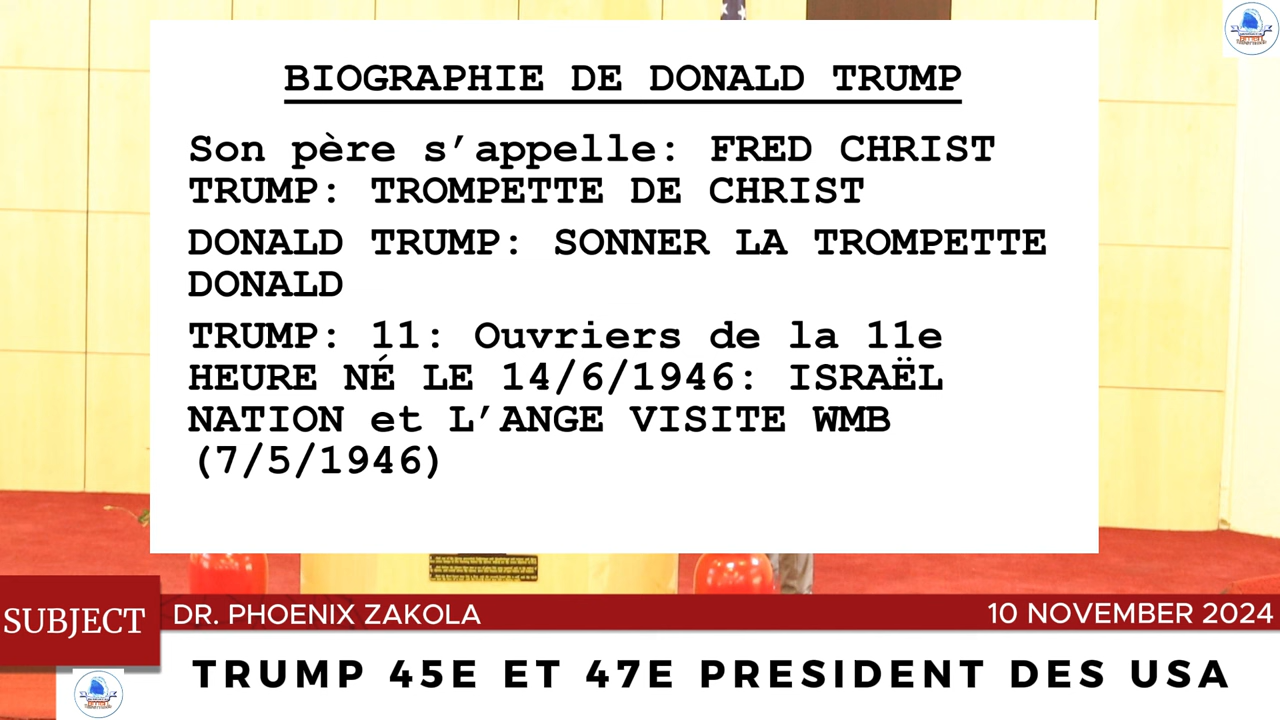 BIOGRAPHIE DE DONALD TRUMP
Son père s’appelle: FRED CHRIST
TRUMP: TROMPETTE DE CHRIST
DONALD TRUMP: SONNER LA TROMPETTE
DONALD
TRUMP: 11: Ouvriers de la 11e
HEURE NÉ LE 14/6/1946: ISRAËL
NATION et L’ANGE VISITE WMB
(7/5/1946)
SUBJECT
DR. PHOENIX ZAKOLA
10 NOVEMBER 2024
TRUMP 45E ET 47E PRESIDENT DES USA